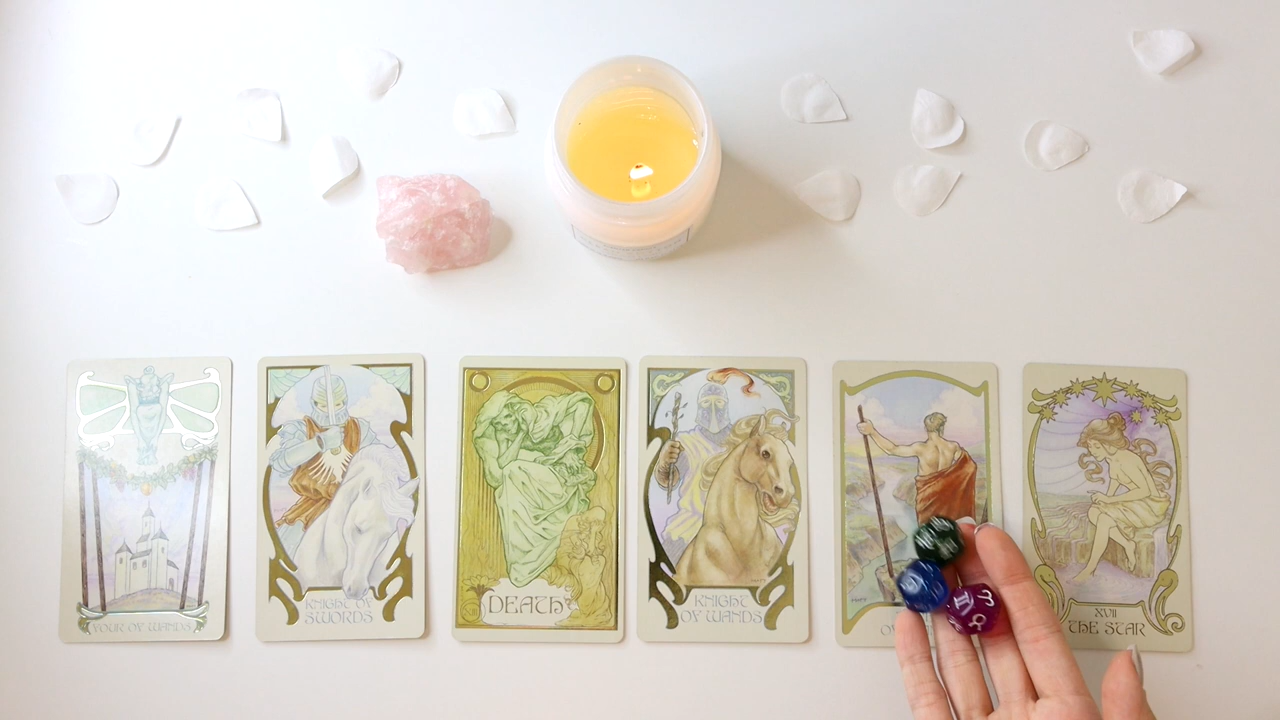 FOUR OF WANDS
KNIGHT OF
SWORDS
DEATH
KNIGHT
OF WANDS
XVII
THE STAR